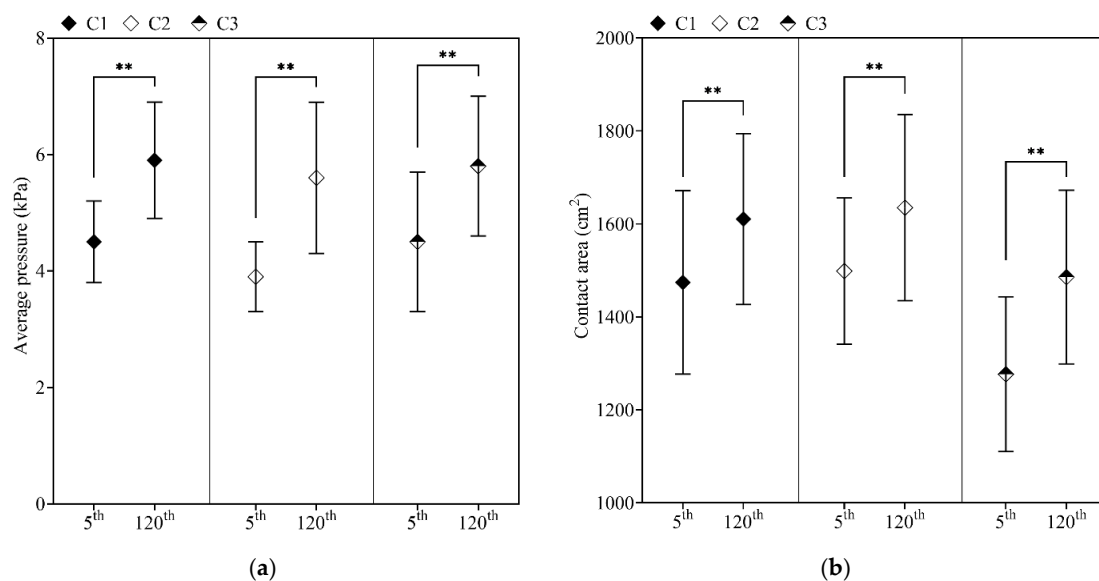 C1 C2 C3
8
6
4
2
0
Average pressure (kPa)
** ** **
5th 120th 5th 120th 5th 120th
(a)
C1 C2 C3
2000
1800
1600
1400
1200
1000
Contact area (cm2)
** ** **
5th 120th 5th 120th 5th 120th
(b)